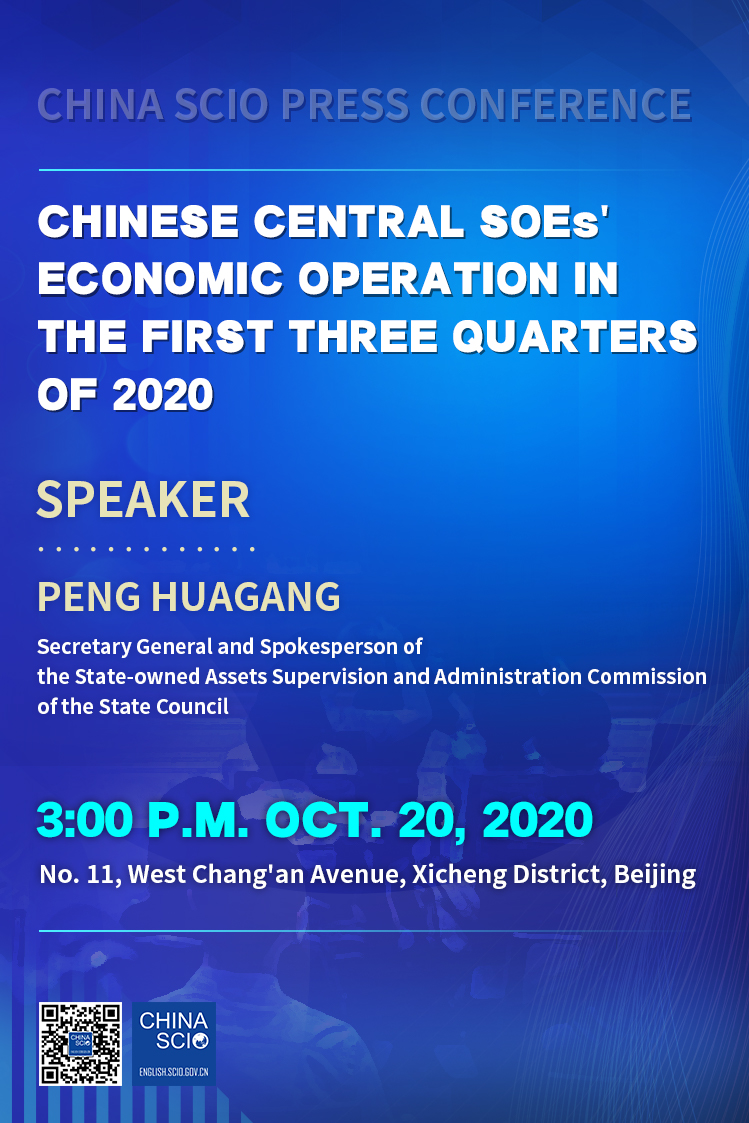 CHINA SCIO PRESS CONFERENCE
CHINESE CENTRAL SOEs'
ECONOMIC OPERATION IN
THE FIRST THREE QUARTERS
OF 2020
SPEAKER
PENG HUAGANG
Secretary General and Spokesperson of
the State-owned Assets Supervision and Administration Commission
of the State Council
3:00 P.M. OCT. 20, 2020
No. 11, West Chang'an Avenue, Xicheng District, Beijing
CHINA
SCIO
CHINA
SCIO
ENGLISH.SCIO.GOV.CN